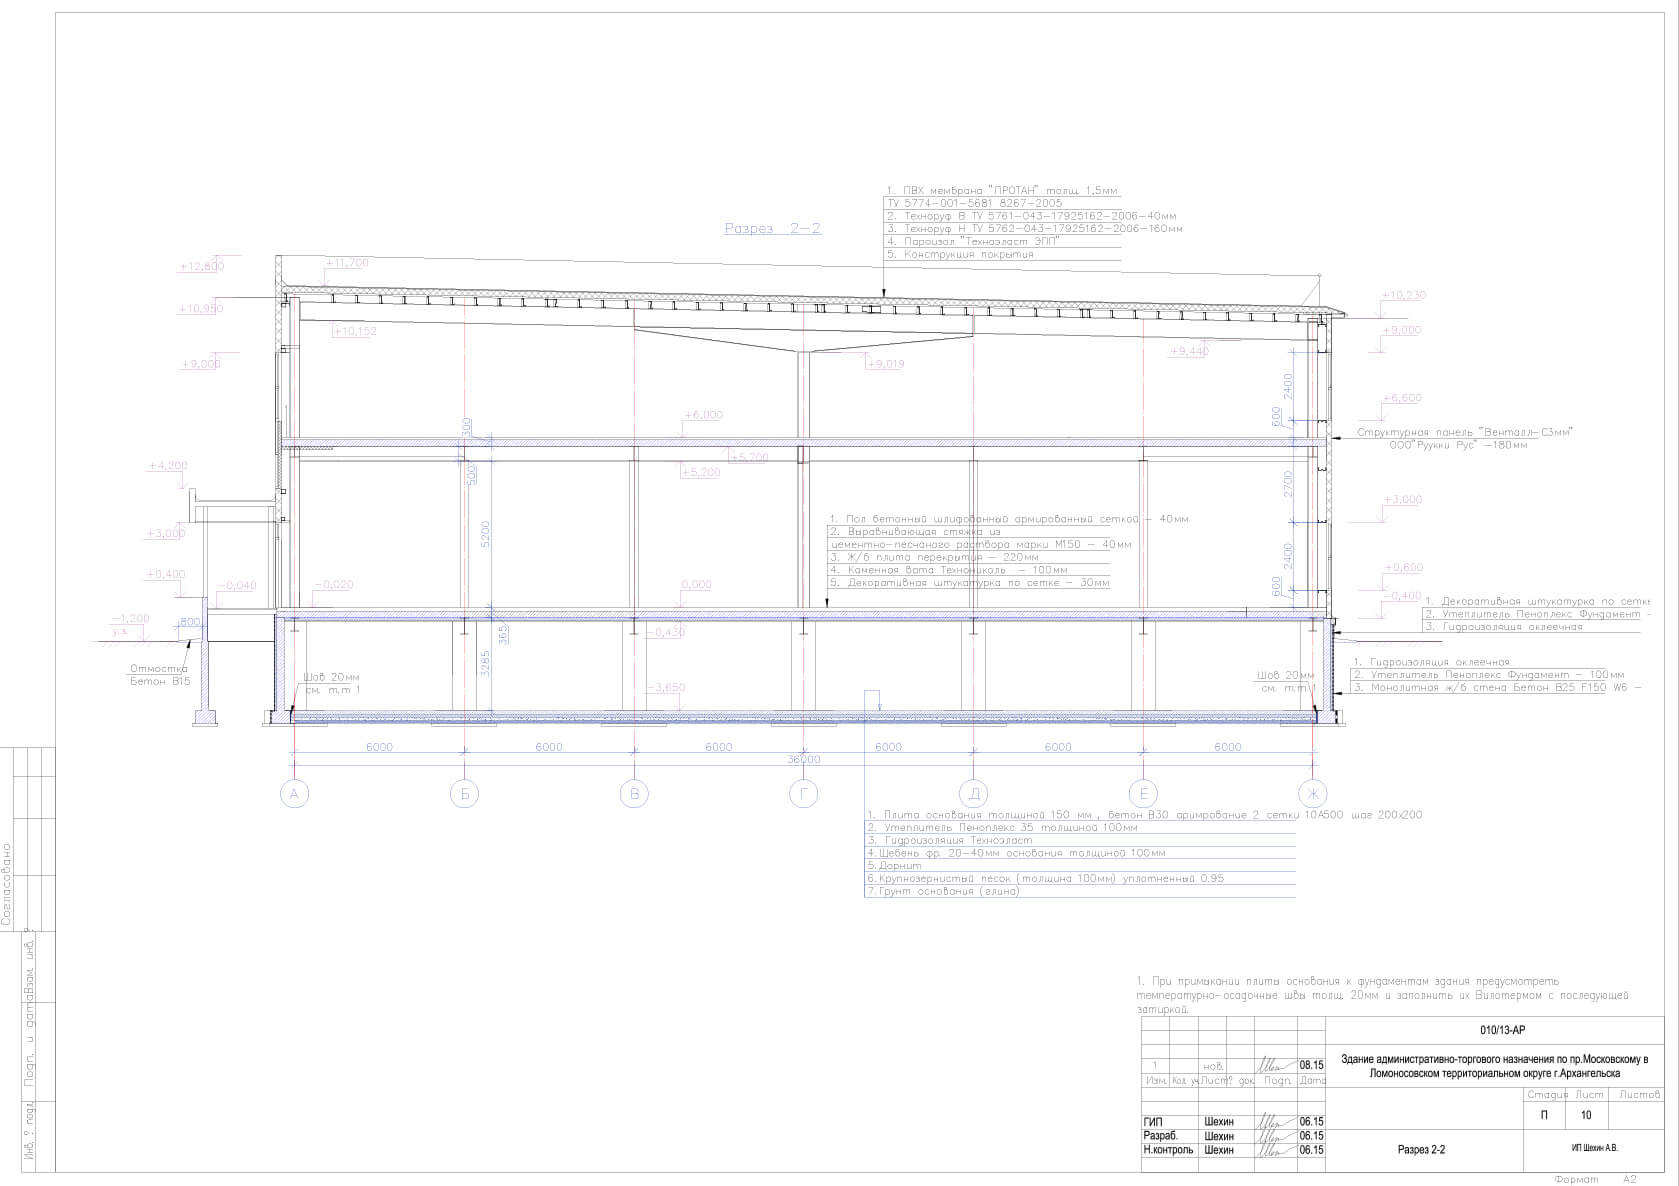 1. ПВХ мембрана "ПРОТАН" толщ. 1,5мм
ТУ 5774-001-5681 8267-2005
2. Техноруф В ТУ 5761-043-17925162-2006-40мм
3. Техноруф Н ТУ 5762-043-17925162-2006-160мм
4. Пароизол "Техноэласт ЭПП"
5. Конструкция покрытия
Разрез 2-2
+12,800
+11,700
+10,950
+10,152
+10,230
+9,000
+9,000
+9,019
+9,440
2400
600
+6,600
+6,000
300
Структурная панель "Венталл-С3мм"
ООО"Руукки Рус" -180мм
+5,700
+5,200
500
+4,200
2700
+3,000
+3,000
5200
1. Пол бетонный шлифованный армированный сеткой - 40мм
2. Выравнивающая стяжка из
цементно-песчаного раствора марки М150 - 40мм
3. Ж/б плита перекрытия - 220мм
4. Каменная вата Технониколь - 100мм
5. Декоративная штукатурка по сетке - 30мм
2400
600
+0,400
-0,040
-0,020
0,000
+0,600
-0,400
1. Декоративная штукатурка по сетке
2. Утеплитель Пеноплекс Фундамент -
3. Гидроизоляция оклеечная
-1,200
у.з.
800
365
-0,430
3285
Отмостка
Бетон В15
Шов 20мм
см. т.т 1
-3,650
Шов 20мм
см. т.т 1
1. Гидроизоляция оклеечная
2. Утеплитель Пеноплекс Фундамент - 100мм
3. Монолитная ж/б стена Бетон В25 F150 W6 -
6000 6000 6000 6000 6000 6000
36000
А Б В Г Д Е Ж
1. Плита основания толщиной 150 мм , бетон В30 аримрование 2 сетки 10А500 шаг 200х200
2. Утеплитель Пеноплекс 35 толщиной 100мм
3. Гидроизоляция Техноэласт
4.Щебень фр. 20-40мм основания толщиной 100мм
5.Дорнит
6.Крупнозернистый песок (толщина 100мм) уплотненный 0.95
7.Грунт основания (глина)
Согласовано
Взам. инв. ?
Подп. и дата
Инв. ? подл.
1. При примыкании плиты основания к фундаментам здания предусмотреть
температурно-осадочные швы толщ. 20мм и заполнить их Вилатермом с последующей
затиркой.
010/13-АР
Здание административно-торгового назначения по пр.Московскому в
Ломоносовском территориальном округе г.Архангельска
1 нов. 08.15
Изм. Кол. уч Лист ? док. Подп. Дата
Стадия Лист Листов
П 10
ГИП Шехин 06.15
Разраб. Шехин 06.15
Н.контроль Шехин 06.15
Разрез 2-2
ИП Шехин А.В.
Формат А2